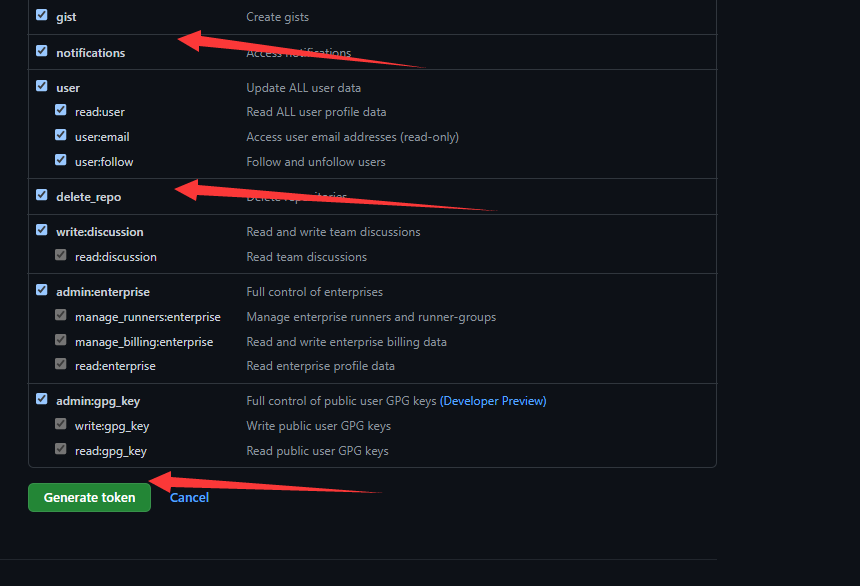 gist Create gists
notifications Access notifications
user Update ALL user data
read:user Read ALL user profile data
user:email Access user email addresses (read-only)
user:follow Follow and unfollow users
delete_repo Delete repositories
write:discussion Read and write team discussions
read:discussion Read team discussions
admin:enterprise Full control of enterprises
manage_runners:enterprise Manage enterprise runners and runner-groups
manage_billing:enterprise Read and write enterprise billing data
read:enterprise Read enterprise profile data
admin:gpg_key Full control of public user GPG keys (Developer Preview)
write:gpg_key Write public user GPG keys
read:gpg_key Read public user GPG keys
Generate token Cancel